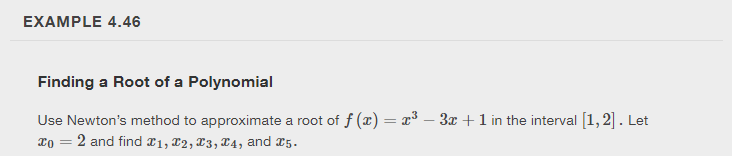 EXAMPLE 4.46
Finding a Root of a Polynomial
Use Newton’s method to approximate a root of f (x) = x³ − 3x + 1 in the interval [1, 2] . Let
x₀ = 2 and find x₁, x₂, x₃, x₄, and x₅.